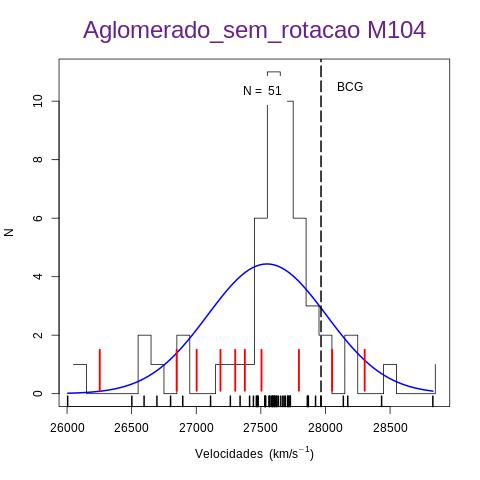 Aglomerado_sem_rotacao M104
N = 51
BCG
N
10
8
6
4
2
0
26000 26500 27000 27500 28000 28500
Velocidades (km/s⁻¹)